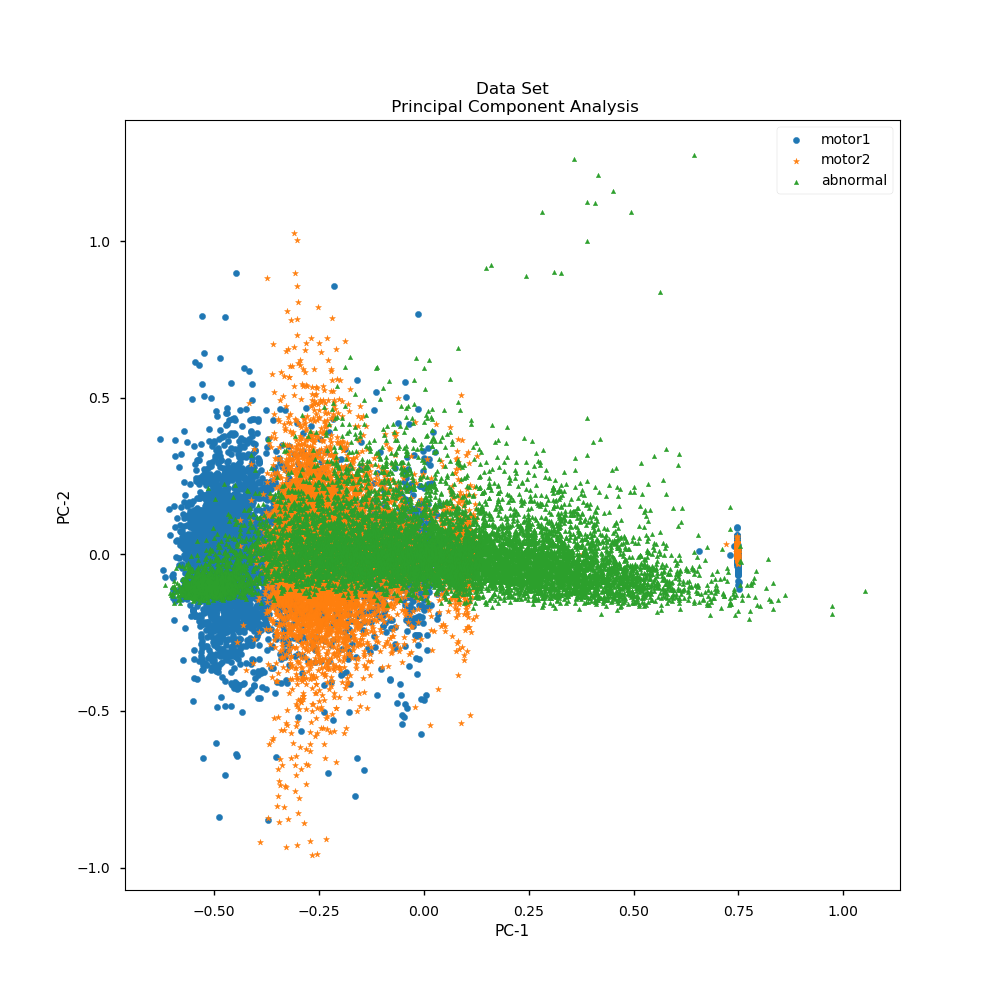 Data Set
Principal Component Analysis
motor1
motor2
abnormal
PC-2
1.0
0.5
0.0
−0.5
−1.0
−0.50
−0.25
0.00
0.25
0.50
0.75
1.00
PC-1